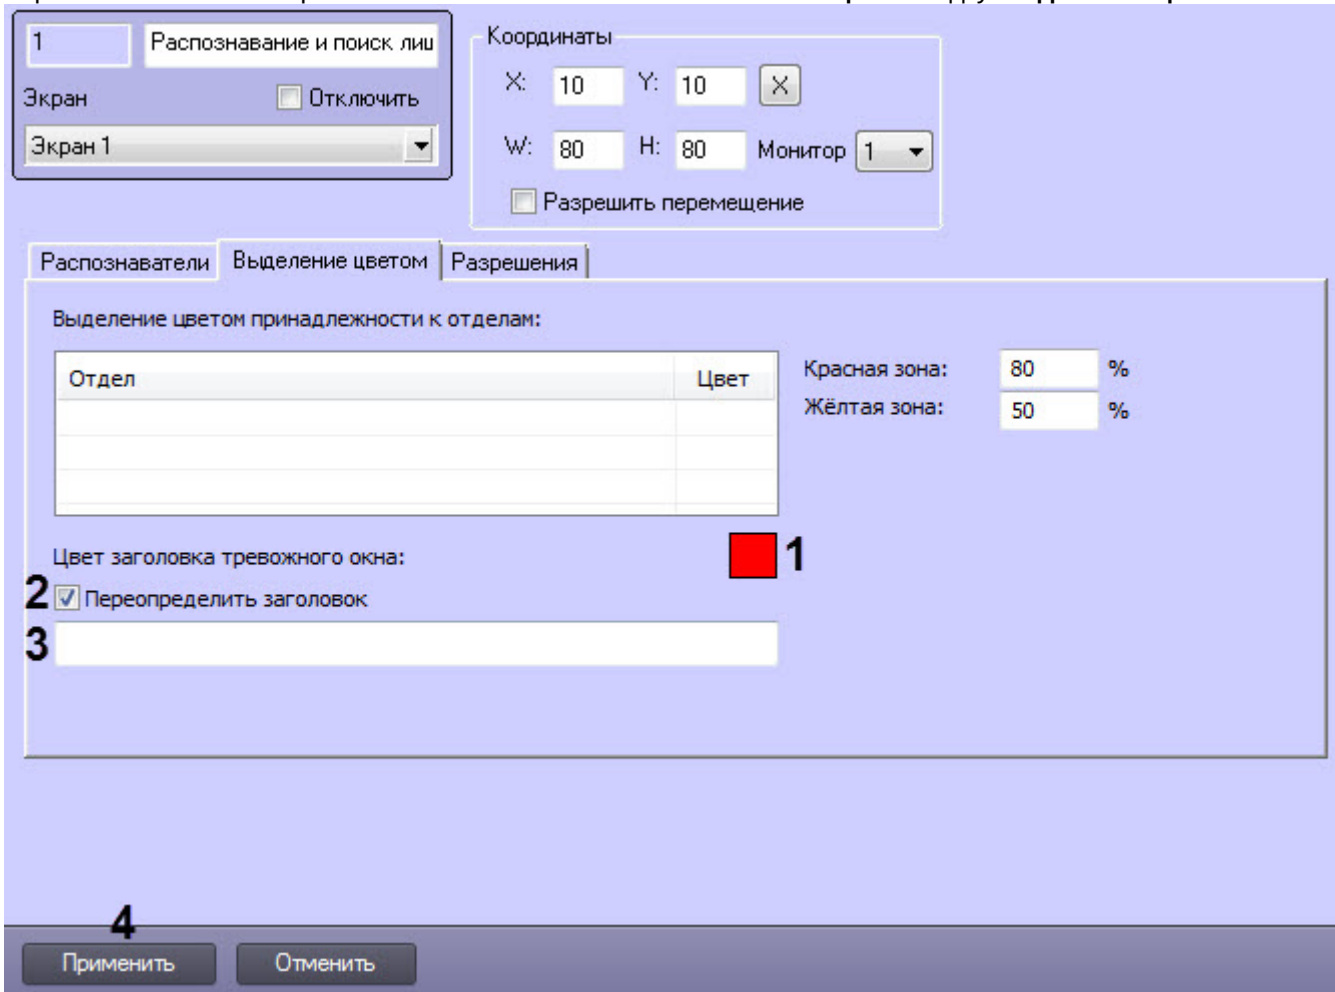 1 Распознавание и поиск лиц
Экран Отключить
Экран 1
Координаты
X: 10 Y: 10 X
W: 80 H: 80 Монитор 1
Разрешить перемещение
Распознаватели Выделение цветом Разрешения
Выделение цветом принадлежности к отделам:
Отдел Цвет
Красная зона: 80 %
Жёлтая зона: 50 %
Цвет заголовка тревожного окна: 1
2 Переопределить заголовок
3
4
Применить Отменить